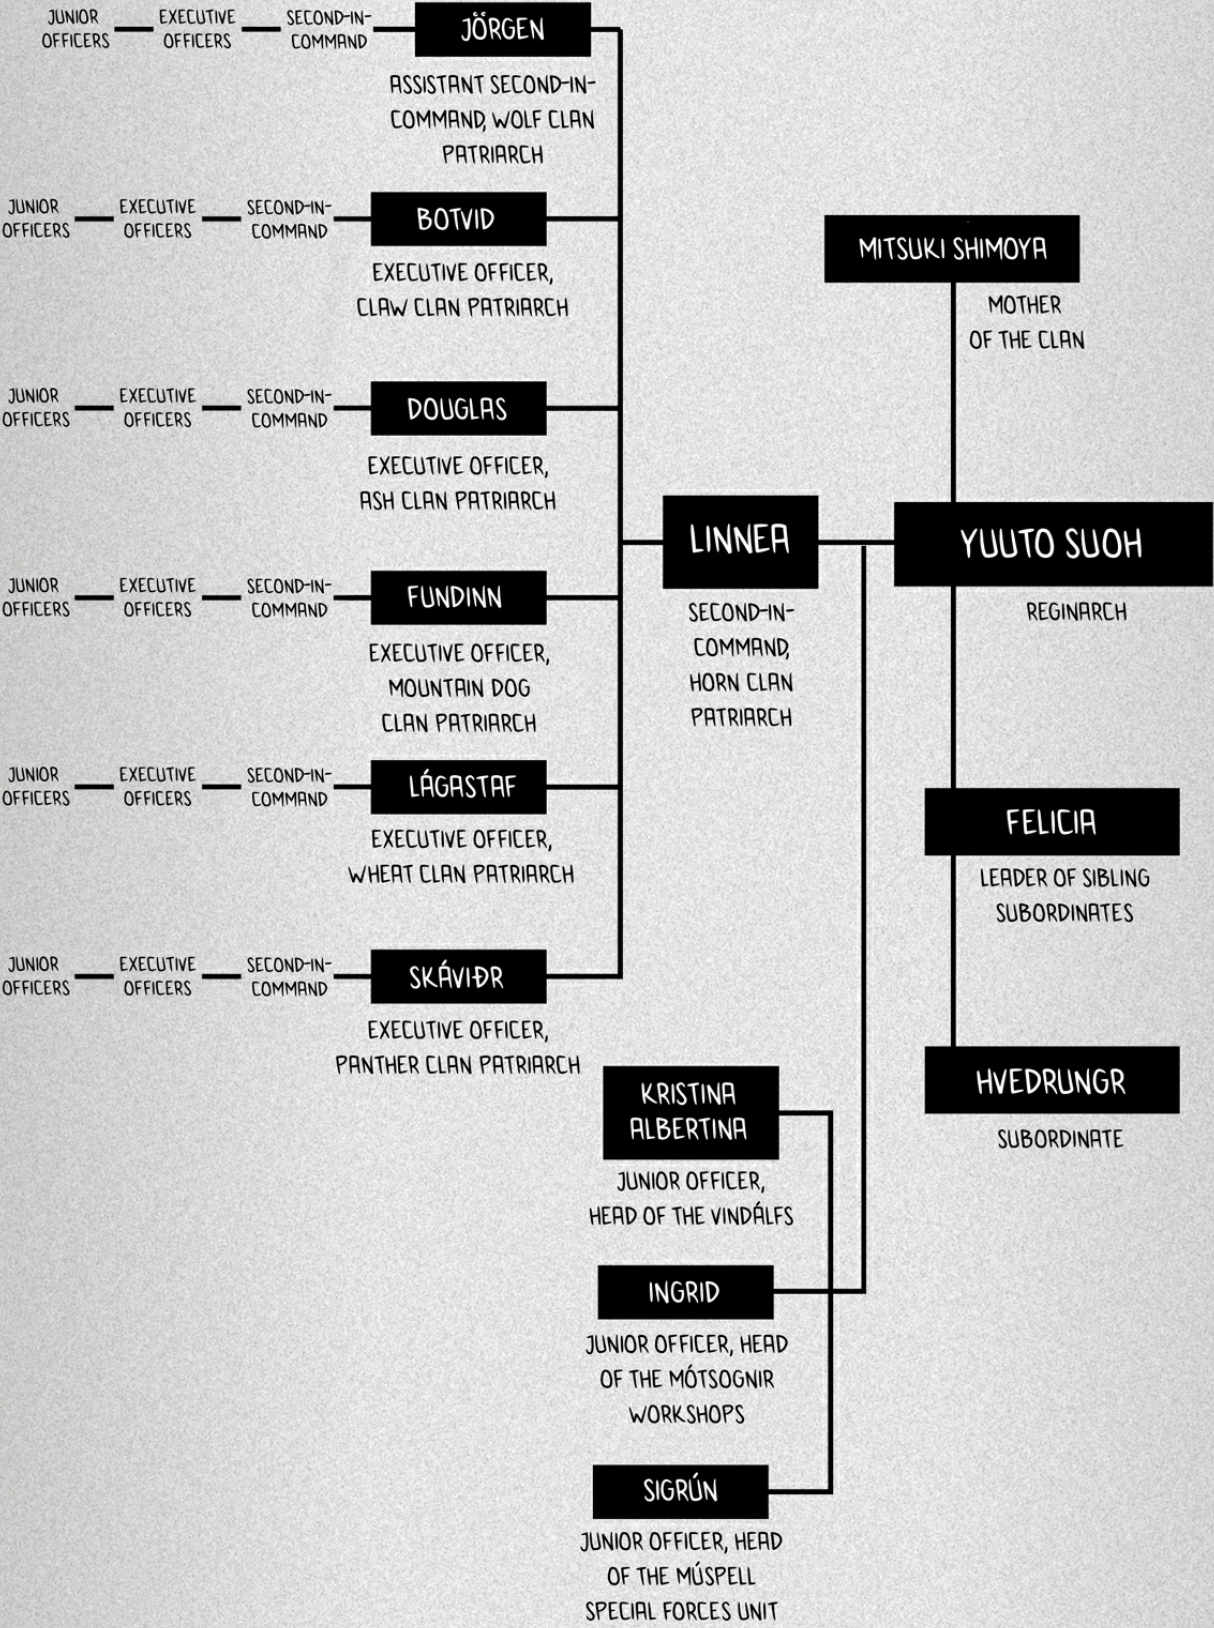 JUNIOR
OFFICERS
EXECUTIVE
OFFICERS
SECOND-IN-
COMMAND
JÖRGEN
ASSISTANT SECOND-IN-
COMMAND, WOLF CLAN
PATRIARCH
JUNIOR
OFFICERS
EXECUTIVE
OFFICERS
SECOND-IN-
COMMAND
BOTVID
EXECUTIVE OFFICER,
CLAW CLAN PATRIARCH
JUNIOR
OFFICERS
EXECUTIVE
OFFICERS
SECOND-IN-
COMMAND
DOUGLAS
EXECUTIVE OFFICER,
ASH CLAN PATRIARCH
JUNIOR
OFFICERS
EXECUTIVE
OFFICERS
SECOND-IN-
COMMAND
FUNDINN
EXECUTIVE OFFICER,
MOUNTAIN DOG
CLAN PATRIARCH
JUNIOR
OFFICERS
EXECUTIVE
OFFICERS
SECOND-IN-
COMMAND
LÁGASTAF
EXECUTIVE OFFICER,
WHEAT CLAN PATRIARCH
JUNIOR
OFFICERS
EXECUTIVE
OFFICERS
SECOND-IN-
COMMAND
SKÁVIÐR
EXECUTIVE OFFICER,
PANTHER CLAN PATRIARCH
LINNEA
SECOND-IN-
COMMAND,
HORN CLAN
PATRIARCH
KRISTINA
ALBERTINA
JUNIOR OFFICER,
HEAD OF THE VINDÁLFS
INGRID
JUNIOR OFFICER, HEAD
OF THE MÓTSOGNIR
WORKSHOPS
SIGRÚN
JUNIOR OFFICER, HEAD
OF THE MÚSPELL
SPECIAL FORCES UNIT
MITSUKI SHIMOYA
MOTHER
OF THE CLAN
YUUTO SUOH
REGINARCH
FELICIA
LEADER OF SIBLING
SUBORDINATES
HVEDRUNGR
SUBORDINATE